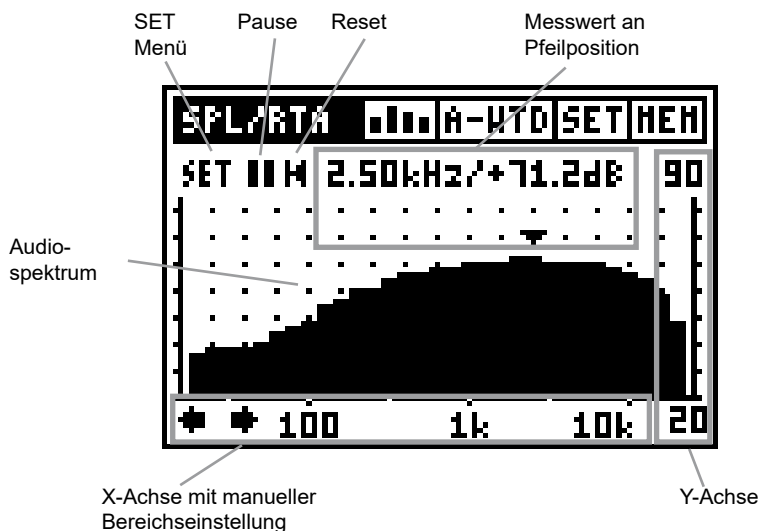 SET
Menü
Pause
Reset
Messwert an
Pfeilposition
SPL/RTA A-WTD SET MEM
SET 2.50kHz/+71.2dB 90
Audio-
spektrum
100 1k 10k 20
X-Achse mit manueller
Bereichseinstellung
Y-Achse